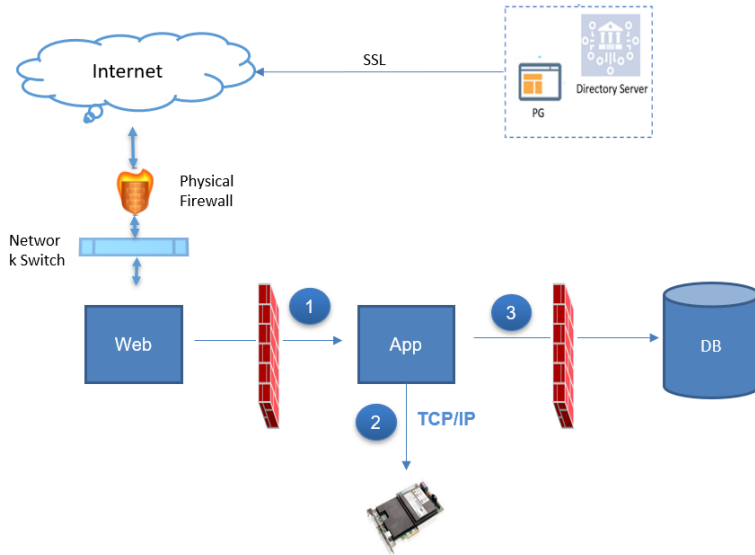 Internet
SSL
PG
Directory Server
Physical
Firewall
Networ
k Switch
Web
1
App
3
DB
2
TCP/IP